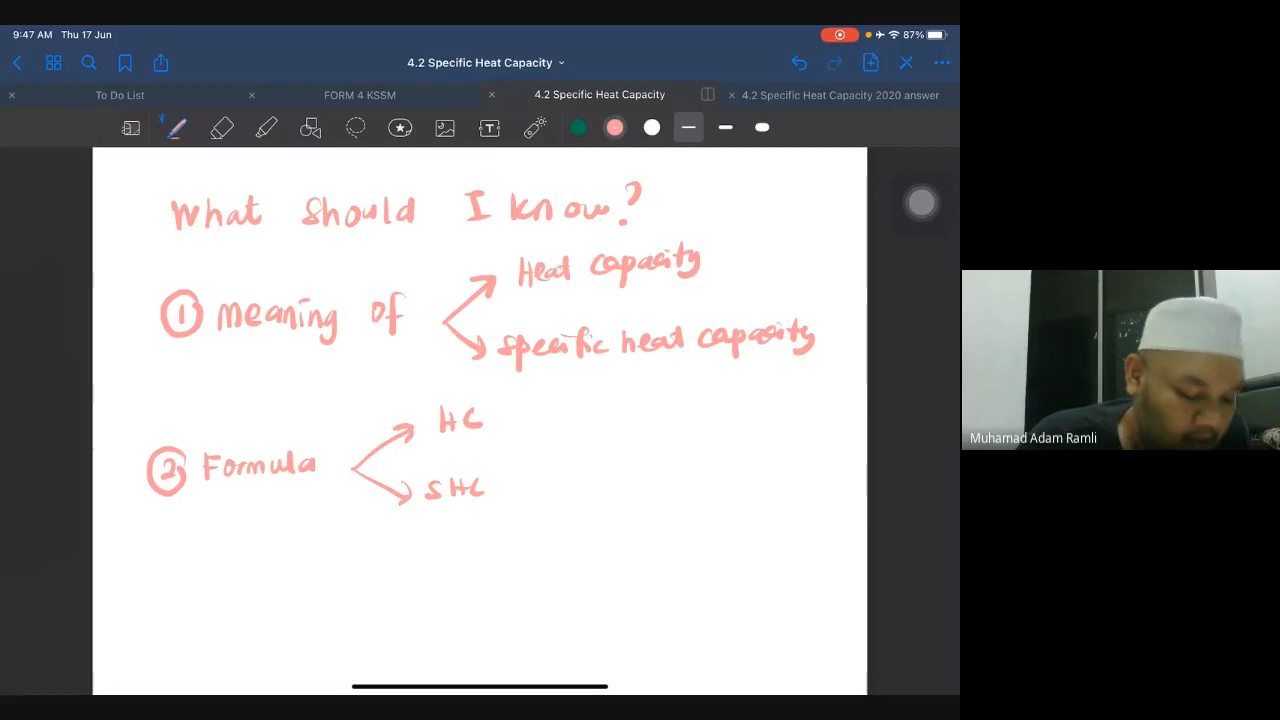 9:47 AM Thu 17 Jun
87%
4.2 Specific Heat Capacity
To Do List
FORM 4 KSSM
4.2 Specific Heat Capacity
4.2 Specific Heat Capacity 2020 answer
What should I know?
① Meaning of
Heat capacity
specific heat capacity
② Formula
HC
SHC
Muhamad Adam Ramli